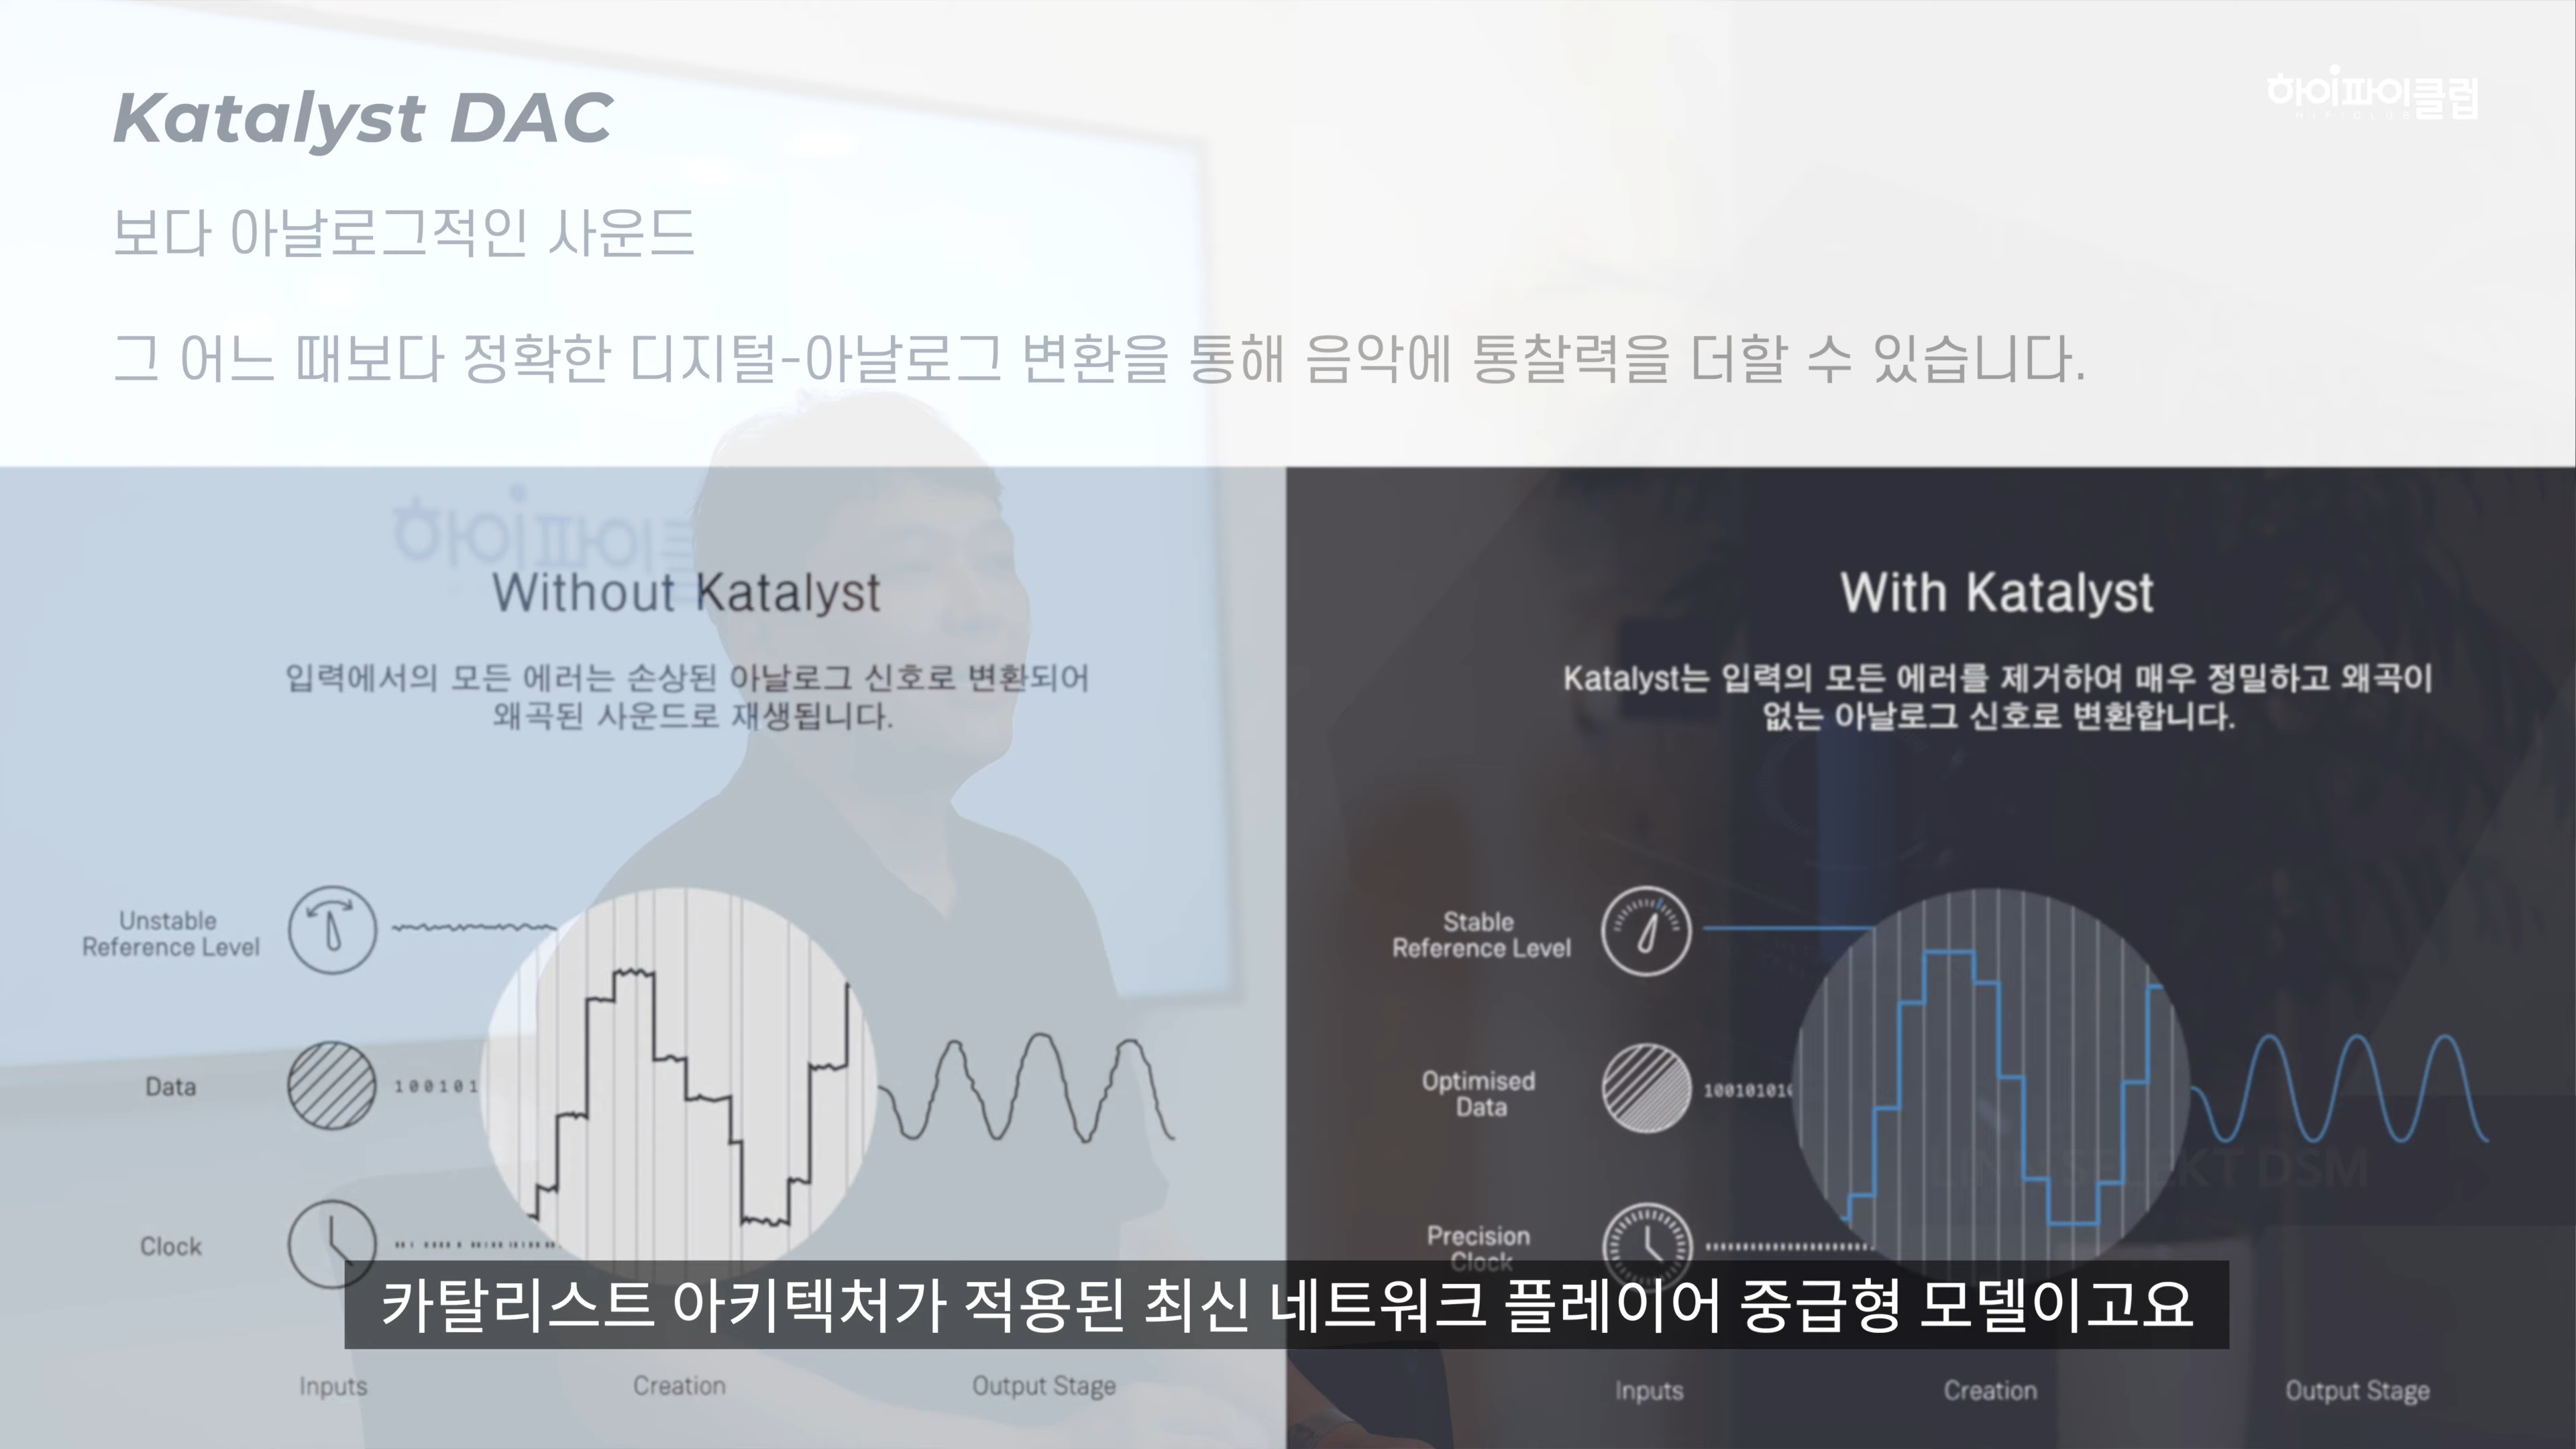 Katalyst DAC
하이파이클럽
HIFICLUB
보다 아날로그적인 사운드
그 어느 때보다 정확한 디지털-아날로그 변환을 통해 음악에 통찰력을 더할 수 있습니다.
하이파이클
Without Katalyst
입력에서의 모든 에러는 손상된 아날로그 신호로 변환되어
왜곡된 사운드로 재생됩니다.
Unstable
Reference Level
Data
100101
Clock
Inputs
Creation
Output Stage
With Katalyst
Katalyst는 입력의 모든 에러를 제거하여 매우 정밀하고 왜곡이
없는 아날로그 신호로 변환합니다.
Stable
Reference Level
Optimised
Data
100101010
Precision
Clock
DSM
Inputs
Creation
Output Stage
카탈리스트 아키텍처가 적용된 최신 네트워크 플레이어 중급형 모델이고요